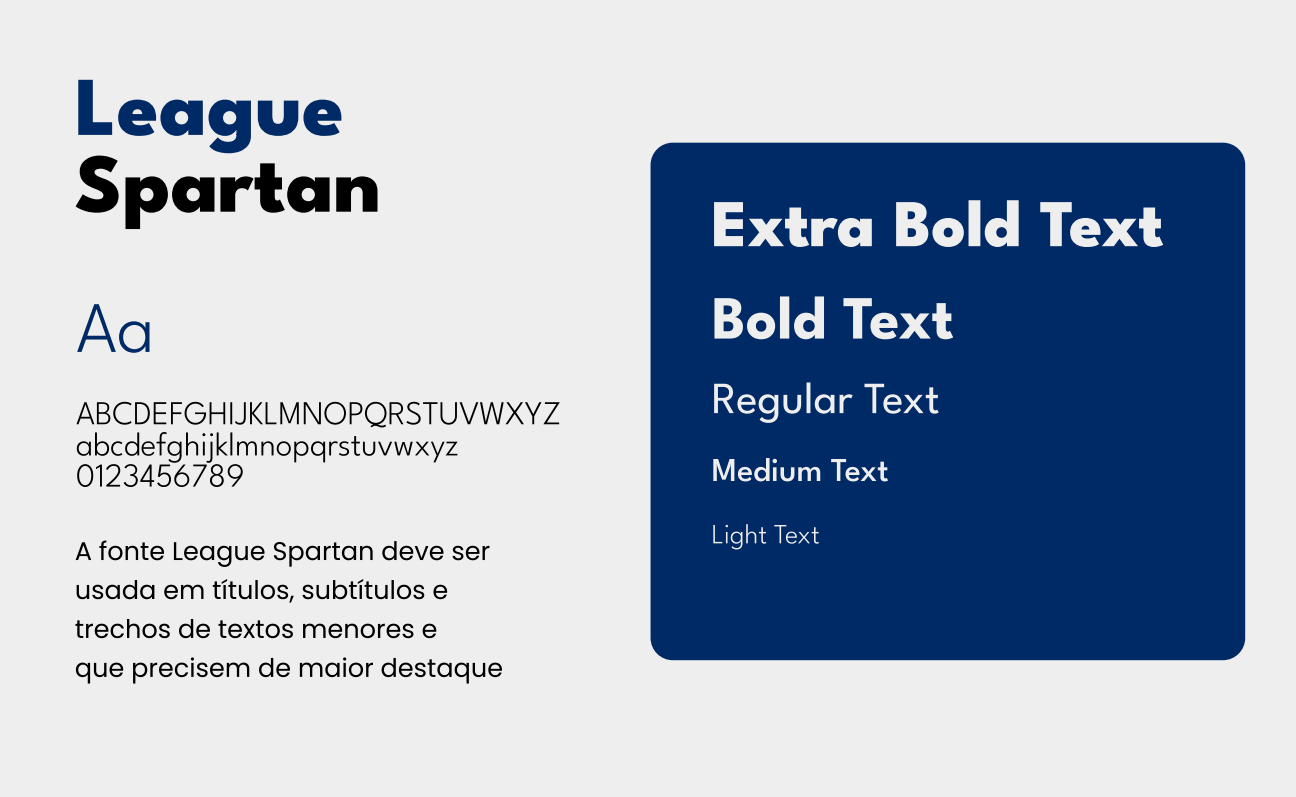 League
Spartan
Aa
ABCDEFGHIJKLMNOPQRSTUVWXYZ
abcdefghijklmnopqrstuvwxyz
0123456789
A fonte League Spartan deve ser
usada em títulos, subtítulos e
trechos de textos menores e
que precisem de maior destaque
Extra Bold Text
Bold Text
Regular Text
Medium Text
Light Text